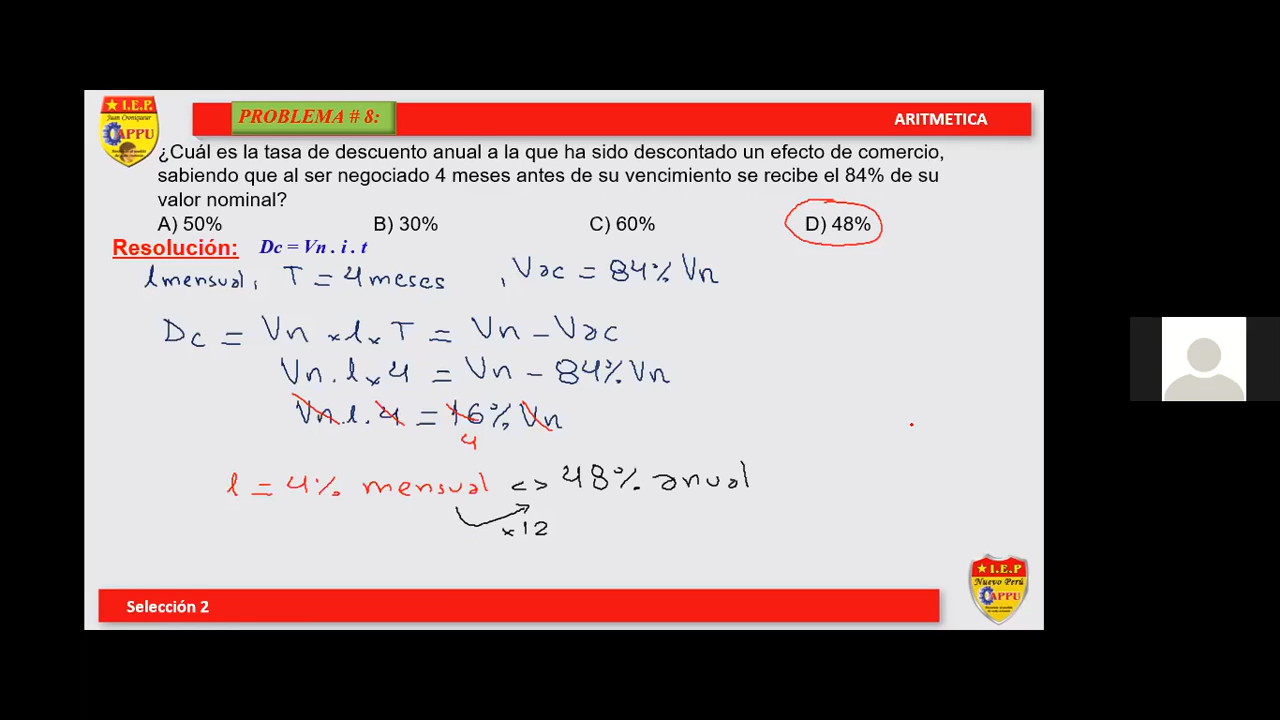 I.E.P.
Juan Croniqueur
CAPPU
PROBLEMA # 8:
ARITMETICA
¿Cuál es la tasa de descuento anual a la que ha sido descontado un efecto de comercio,
sabiendo que al ser negociado 4 meses antes de su vencimiento se recibe el 84% de su
valor nominal?
A) 50% B) 30% C) 60% D) 48%
Resolución: Dc = Vn . i . t
i mensual, T = 4 meses , Vac = 84% Vn
Dc = Vn x i x T = Vn - Vac
Vn . i x 4 = Vn - 84% Vn
Vn . i . 4 = 16% Vn
4
i = 4% mensual <> 48% anual
x 12
I.E.P
Nuevo Perú
CAPPU
Selección 2